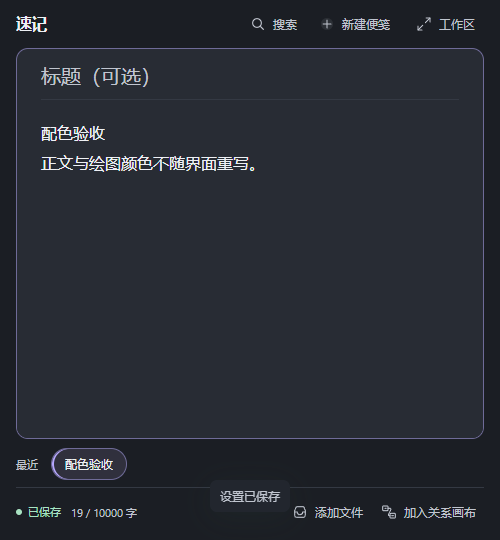 速记
搜索
新建便笺
工作区
标题（可选）
配色验收
正文与绘图颜色不随界面重写。
最近
配色验收
设置已保存
已保存
19 / 10000 字
添加文件
加入关系画布